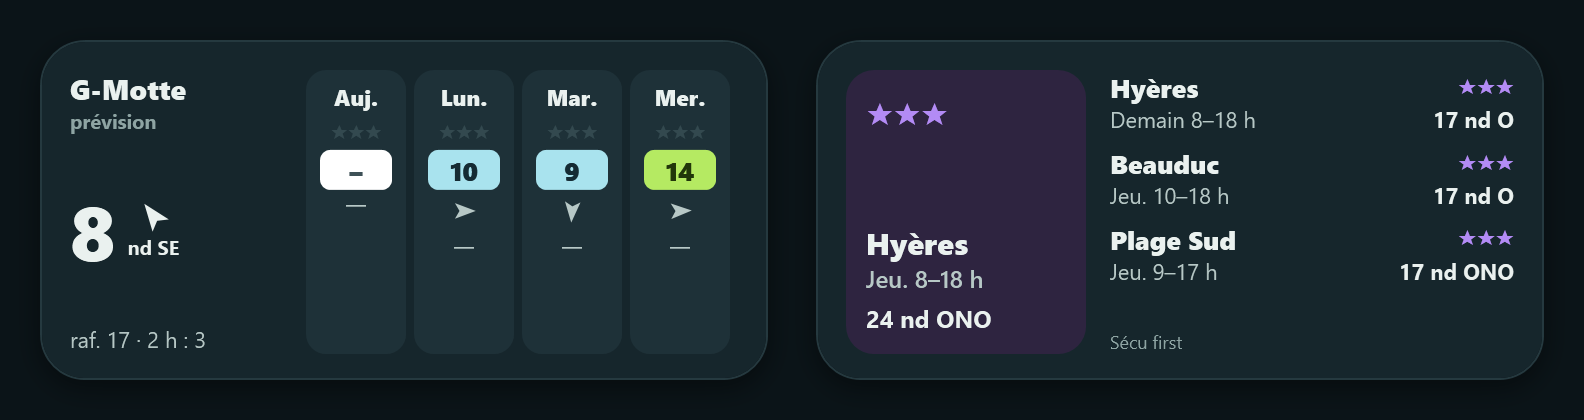 G-Motte
prévision
8
nd SE
raf. 17 · 2 h : 3
Auj.
–
—
Lun.
10
—
Mar.
9
—
Mer.
14
—
★★★
Hyères
Jeu. 8–18 h
24 nd ONO
Hyères ★★★
Demain 8–18 h 17 nd O
Beauduc ★★★
Jeu. 10–18 h 17 nd O
Plage Sud ★★★
Jeu. 9–17 h 17 nd ONO
Sécu first